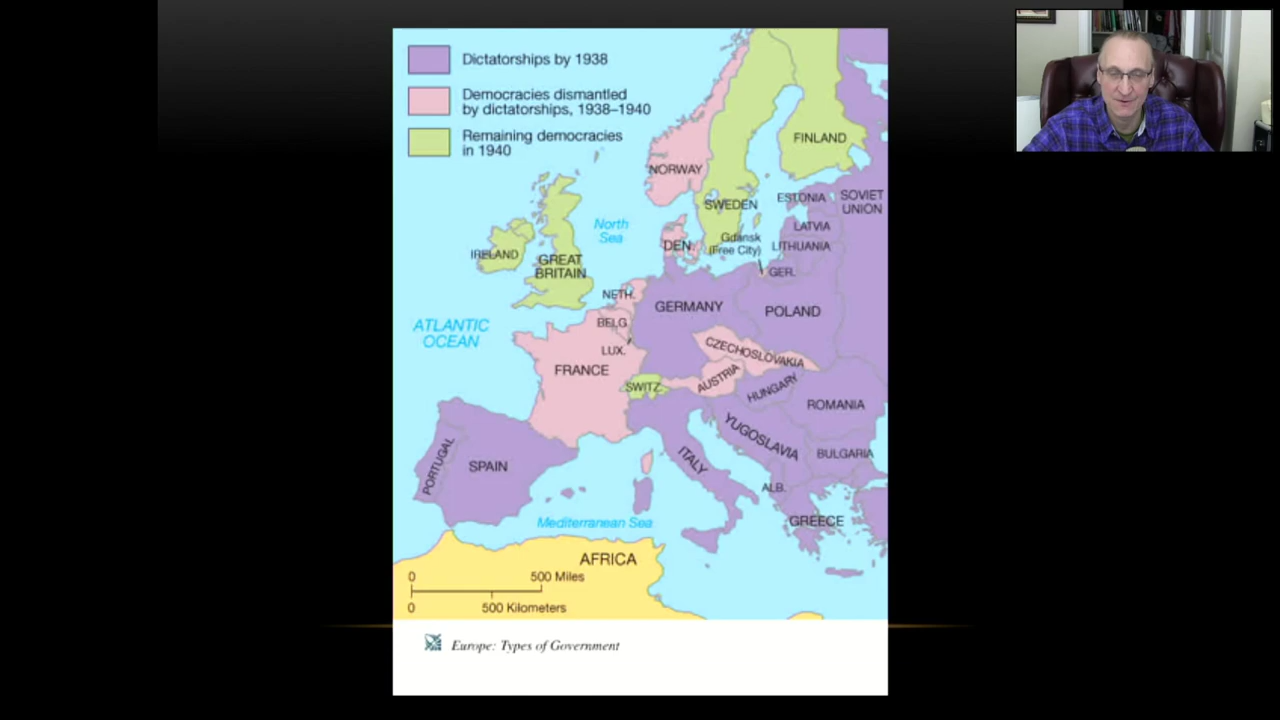 Dictatorships by 1938
Democracies dismantled
by dictatorships, 1938–1940
Remaining democracies
in 1940
FINLAND
NORWAY
SWEDEN
ESTONIA
SOVIET
UNION
LATVIA
LITHUANIA
North
Sea
DEN.
Gdansk
(Free City)
GER.
IRELAND
GREAT
BRITAIN
NETH.
GERMANY
POLAND
ATLANTIC
OCEAN
BELG.
LUX.
CZECHOSLOVAKIA
FRANCE
SWITZ.
AUSTRIA
HUNGARY
ROMANIA
YUGOSLAVIA
BULGARIA
PORTUGAL
SPAIN
ITALY
ALB.
GREECE
Mediterranean Sea
AFRICA
0 500 Miles
0 500 Kilometers
Europe: Types of Government